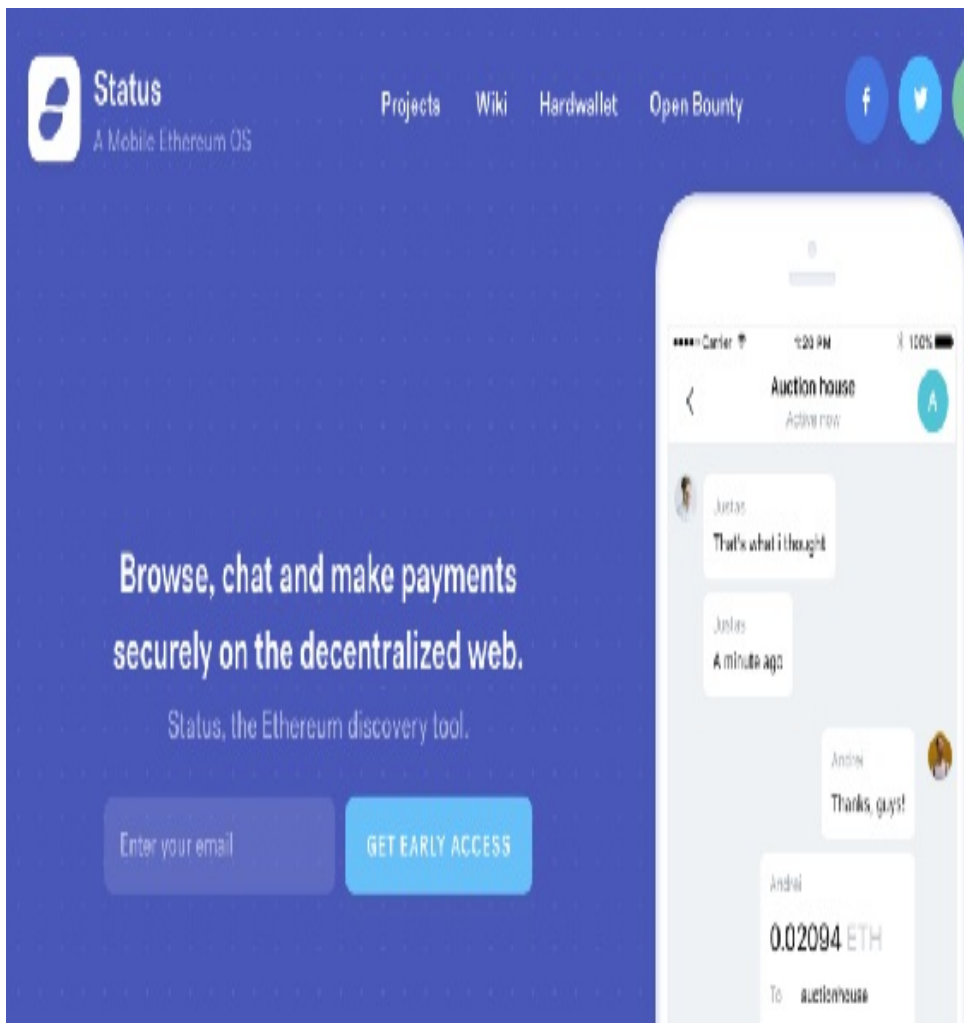 Status
A Mobile Ethereum OS
Projects Wiki Hardwallet Open Bounty
f
Carrier 1:20 PM 100%
Auction house
Active now
A
Justas
That's what i thought
Justas
A minute ago
Andrei
Thanks, guys!
Andrei
0.02094 ETH
To auctionhouse
Browse, chat and make payments
securely on the decentralized web.
Status, the Ethereum discovery tool.
Enter your email
GET EARLY ACCESS